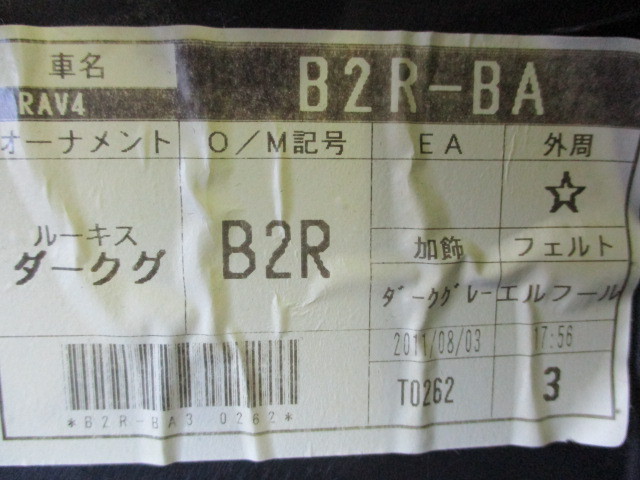 車名 B2R-BA
RAV4
オーナメント O/M記号 EA 外周
ルーキス B2R ☆
ダークグ 加飾 フェルト
ダークグレー エルフール
2011/08/03 17:56
T0262 3
*B2R-BA3 0262*